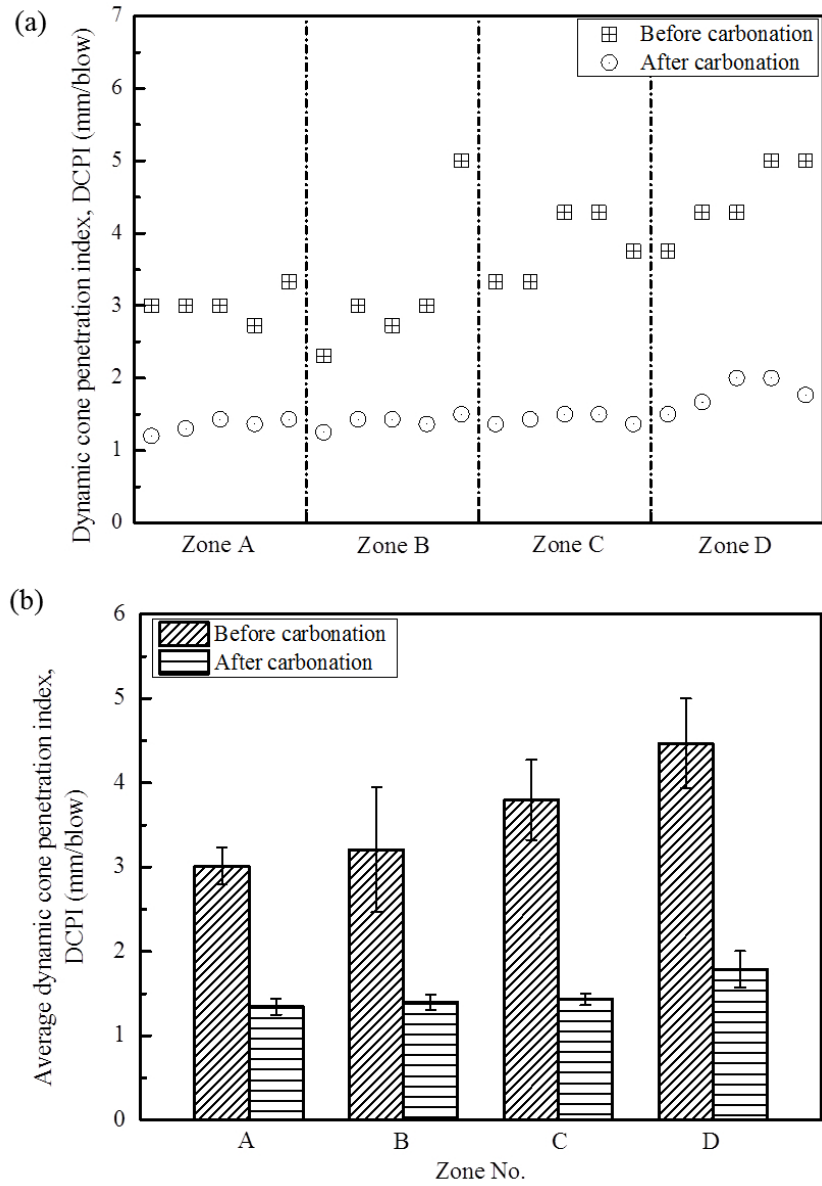 (a)
7
6
5
4
3
2
1
0
Dynamic cone penetration index, DCPI (mm/blow)
Before carbonation
After carbonation
Zone A Zone B Zone C Zone D
(b)
6
5
4
3
2
1
0
Average dynamic cone penetration index,
DCPI (mm/blow)
Before carbonation
After carbonation
A B C D
Zone No.